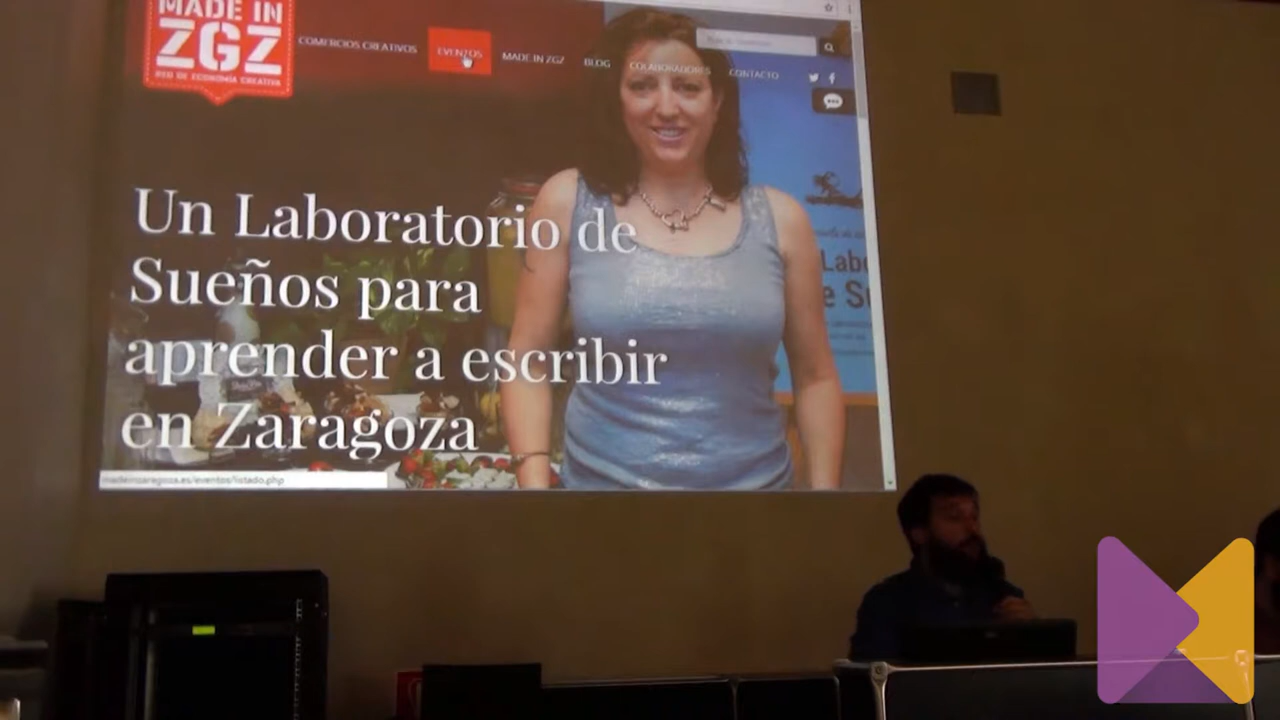 MADE IN
ZGZ
RED DE ECONOMÍA CREATIVA
COMERCIOS CREATIVOS
EVENTOS
MADE IN ZGZ
BLOG
COLABORADORES
CONTACTO
Un Laboratorio de
Sueños para
aprender a escribir
en Zaragoza
madeinzaragoza.es/eventos/listado.php